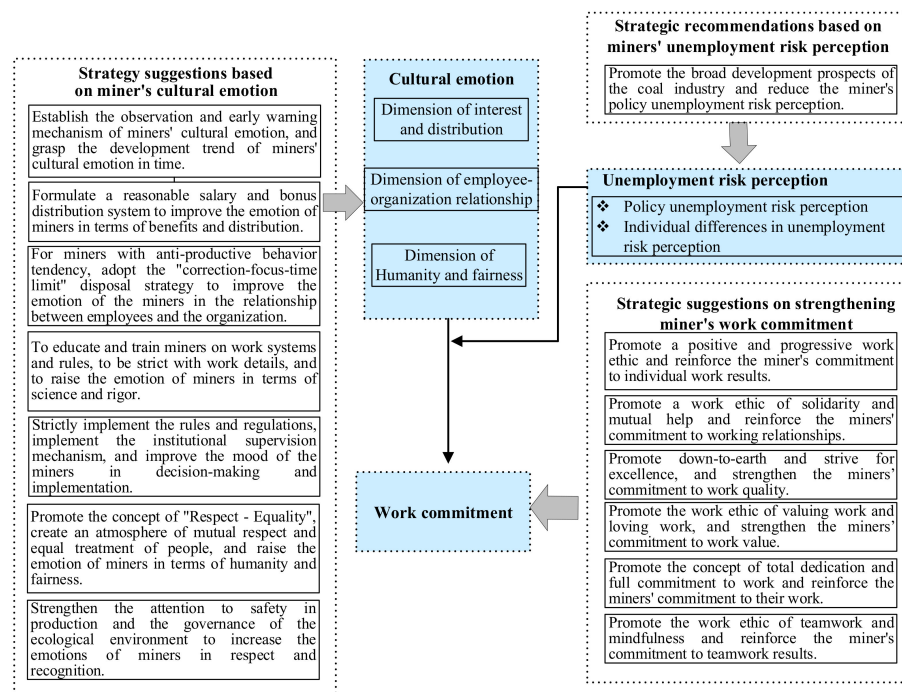 Strategy suggestions based
on miner's cultural emotion
Establish the observation and early warning
mechanism of miners' cultural emotion, and
grasp the development trend of miners'
cultural emotion in time.
Formulate a reasonable salary and bonus
distribution system to improve the emotion of
miners in terms of benefits and distribution.
For miners with anti-productive behavior
tendency, adopt the "correction-focus-time
limit" disposal strategy to improve the
emotion of the miners in the relationship
between employees and the organization.
To educate and train miners on work systems
and rules, to be strict with work details, and
to raise the emotion of miners in terms of
science and rigor.
Strictly implement the rules and regulations,
implement the institutional supervision
mechanism, and improve the mood of the
miners in decision-making and
implementation.
Promote the concept of "Respect - Equality",
create an atmosphere of mutual respect and
equal treatment of people, and raise the
emotion of miners in terms of humanity and
fairness.
Strengthen the attention to safety in
production and the governance of the
ecological environment to increase the
emotions of miners in respect and
recognition.
Cultural emotion
Dimension of interest
and distribution
Dimension of employee-
organization relationship
Dimension of
Humanity and fairness
Work commitment
Strategic recommendations based on
miners' unemployment risk perception
Promote the broad development prospects of
the coal industry and reduce the miner's
policy unemployment risk perception.
Unemployment risk perception
❖ Policy unemployment risk perception
❖ Individual differences in unemployment
risk perception
Strategic suggestions on strengthening
miner's work commitment
Promote a positive and progressive work
ethic and reinforce the miner's commitment
to individual work results.
Promote a work ethic of solidarity and
mutual help and reinforce the miners'
commitment to working relationships.
Promote down-to-earth and strive for
excellence, and strengthen the miners’
commitment to work quality.
Promote the work ethic of valuing work and
loving work, and strengthen the miners’
commitment to work value.
Promote the concept of total dedication and
full commitment to work and reinforce the
miners' commitment to their work.
Promote the work ethic of teamwork and
mindfulness and reinforce the miner's
commitment to teamwork results.